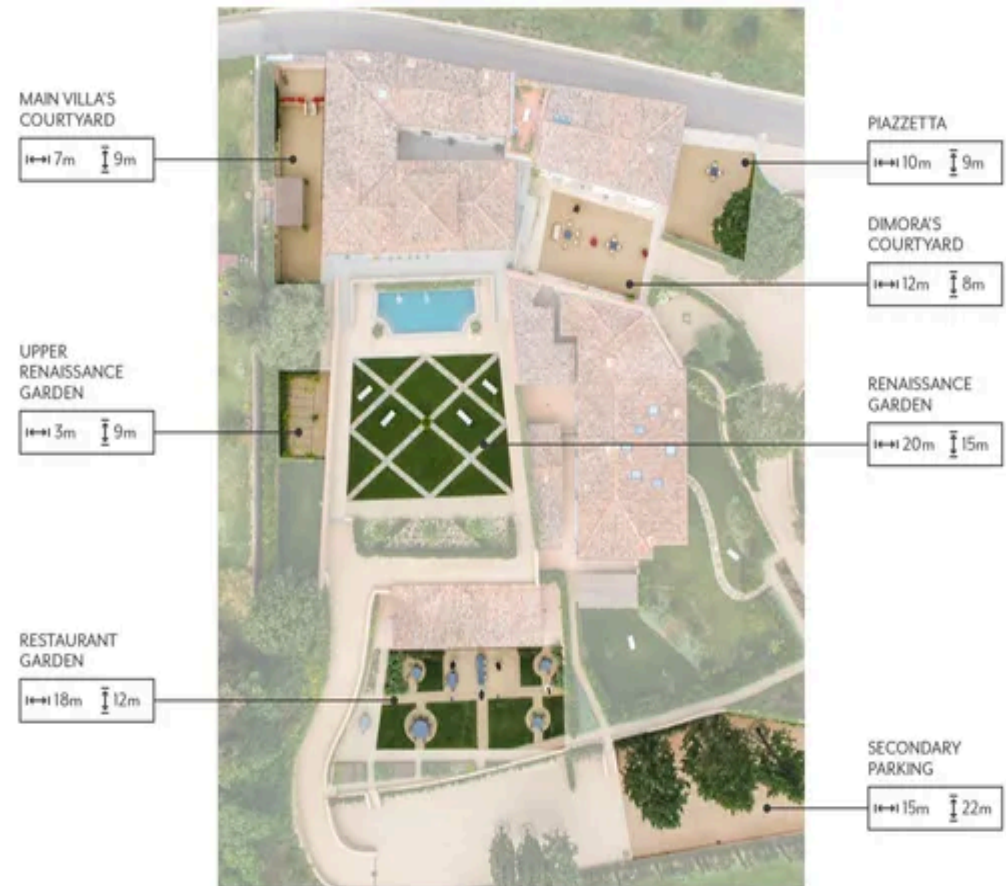 MAIN VILLA'S
COURTYARD
7m 9m
UPPER
RENAISSANCE
GARDEN
3m 9m
RESTAURANT
GARDEN
18m 12m
PIAZZETTA
10m 9m
DIMORA'S
COURTYARD
12m 8m
RENAISSANCE
GARDEN
20m 15m
SECONDARY
PARKING
15m 22m